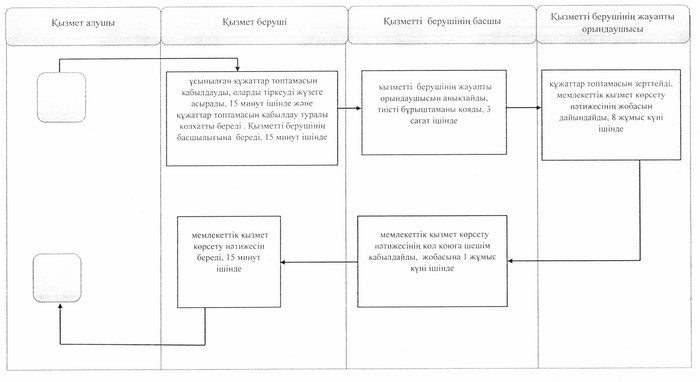 Қызмет алушы
Қызмет беруші
Қызметті берушінің басшы
Қызметті берушінің жауапты
орындаушысы
ұсынылған құжаттар топтамасын
қабылдауды, оларды тіркеуді жүзеге
асырады, 15 минут ішінде және
құжаттар топтамасын қабылдау туралы
қолхатты береді . Қызметті берушінің
басшылығына береді, 15 минут ішінде
қызметті берушінің жауапты
орындаушысын анықтайды,
тиісті бұрыштаманы қояды, 3
сағат ішінде
құжаттар топтамасын зерттейді,
мемлекеттік қызмет көрсету
нәтижесінің жобасын
дайындайды, 8 жұмыс күні
ішінде
мемлекеттік қызмет
көрсету нәтижесін
береді, 15 минут
ішінде
мемлекеттік қызмет көрсету
нәтижесінің қол қоюға шешім
қабылдайды, жобасына 1 жұмыс
күні ішінде